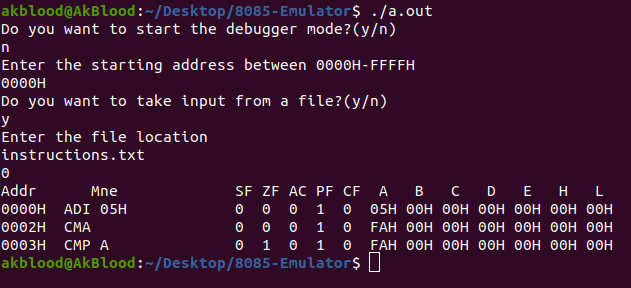 akblood@AkBlood:~/Desktop/8085-Emulator$ ./a.out
Do you want to start the debugger mode?(y/n)
n
Enter the starting address between 0000H-FFFFH
0000H
Do you want to take input from a file?(y/n)
y
Enter the file location
instructions.txt
0
Addr Mne SF ZF AC PF CF A B C D E H L
0000H ADI 05H 0 0 0 1 0 05H 00H 00H 00H 00H 00H 00H
0002H CMA 0 0 0 1 0 FAH 00H 00H 00H 00H 00H 00H
0003H CMP A 0 1 0 1 0 FAH 00H 00H 00H 00H 00H 00H
akblood@AkBlood:~/Desktop/8085-Emulator$